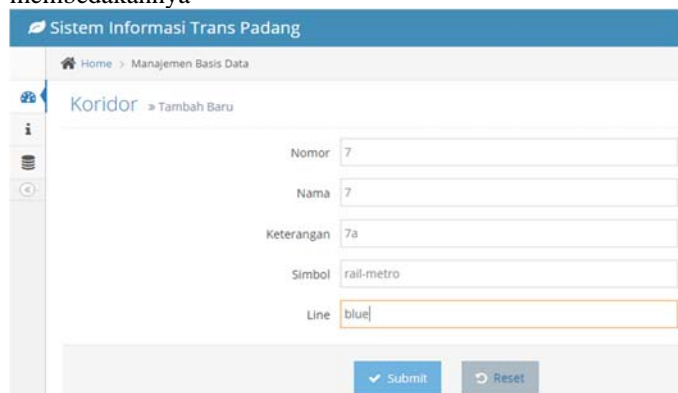 membedakannya
Sistem Informasi Trans Padang
Home > Manajemen Basis Data
Koridor » Tambah Baru
Nomor 7
Nama 7
Keterangan 7a
Simbol rail-metro
Line blue
Submit Reset